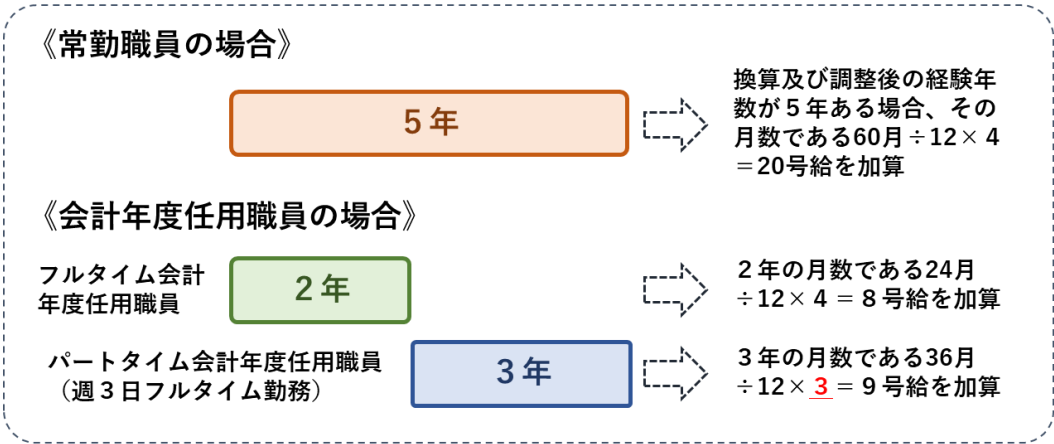 《常勤職員の場合》
５年
換算及び調整後の経験年
数が５年ある場合、その
月数である60月÷12×４
＝20号給を加算
《会計年度任用職員の場合》
フルタイム会計
年度任用職員
２年
２年の月数である24月
÷12×４＝８号給を加算
パートタイム会計年度任用職員
（週３日フルタイム勤務）
３年
３年の月数である36月
÷12×３＝９号給を加算